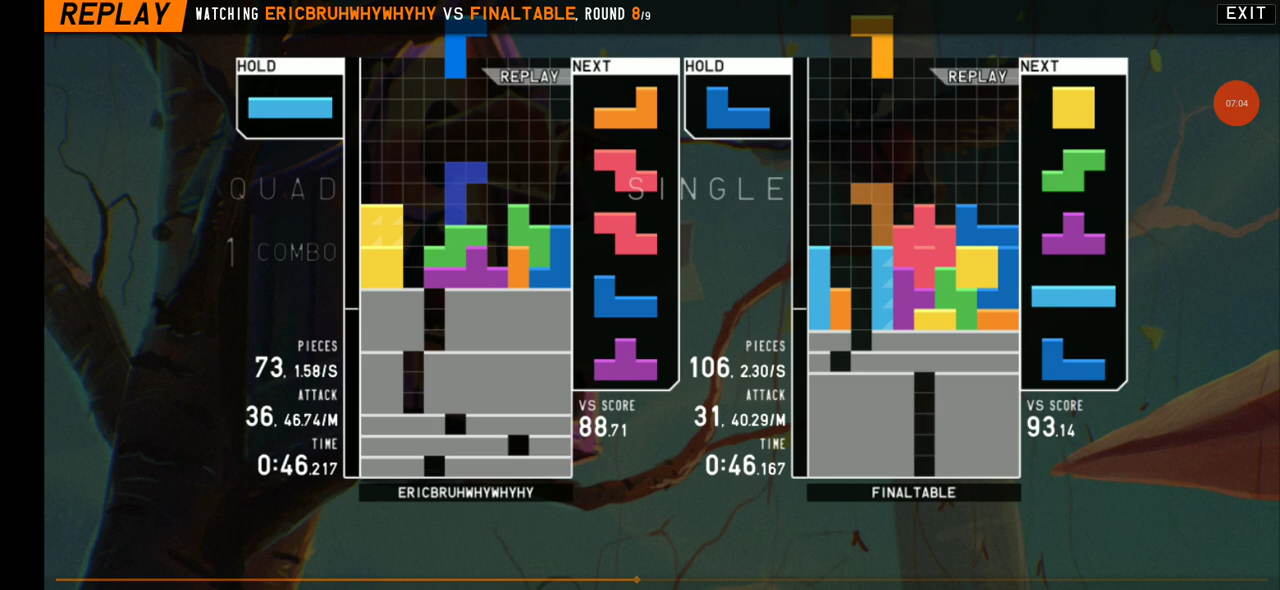 REPLAY WATCHING ERICBRUHWHYWHYHY VS FINALTABLE, ROUND 8/9 EXIT
HOLD
REPLAY
NEXT
QUAD
1 COMBO
PIECES
73, 1.58/S
ATTACK
36, 46.74/M
TIME
0:46.217
VS SCORE
88.71
ERICBRUHWHYWHYHY
HOLD
REPLAY
NEXT
SINGLE
PIECES
106, 2.30/S
ATTACK
31, 40.29/M
TIME
0:46.167
VS SCORE
93.14
FINALTABLE
07:04